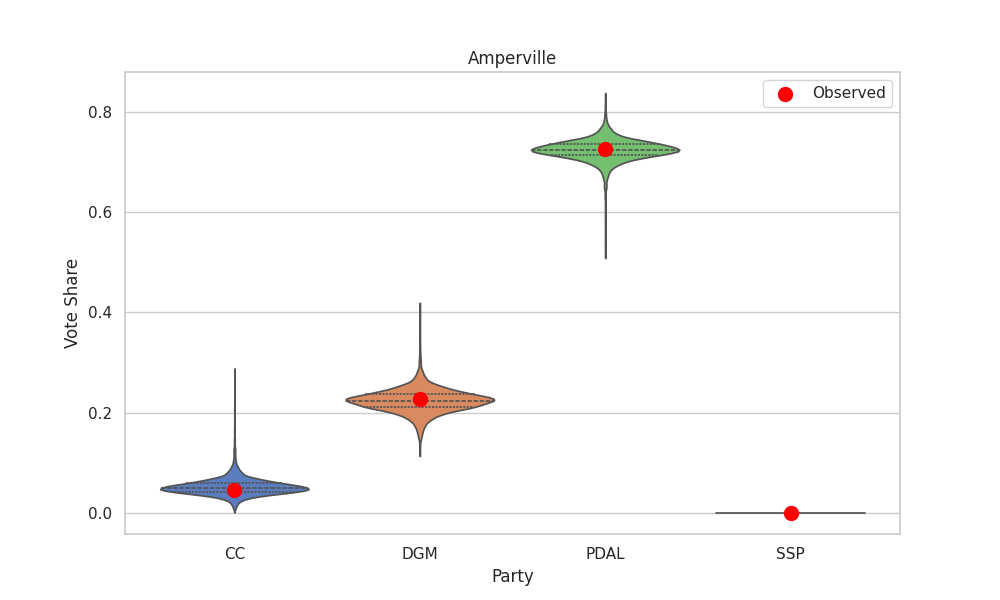 Amperville
Observed
Vote Share
0.8
0.6
0.4
0.2
0.0
CC DGM PDAL SSP
Party